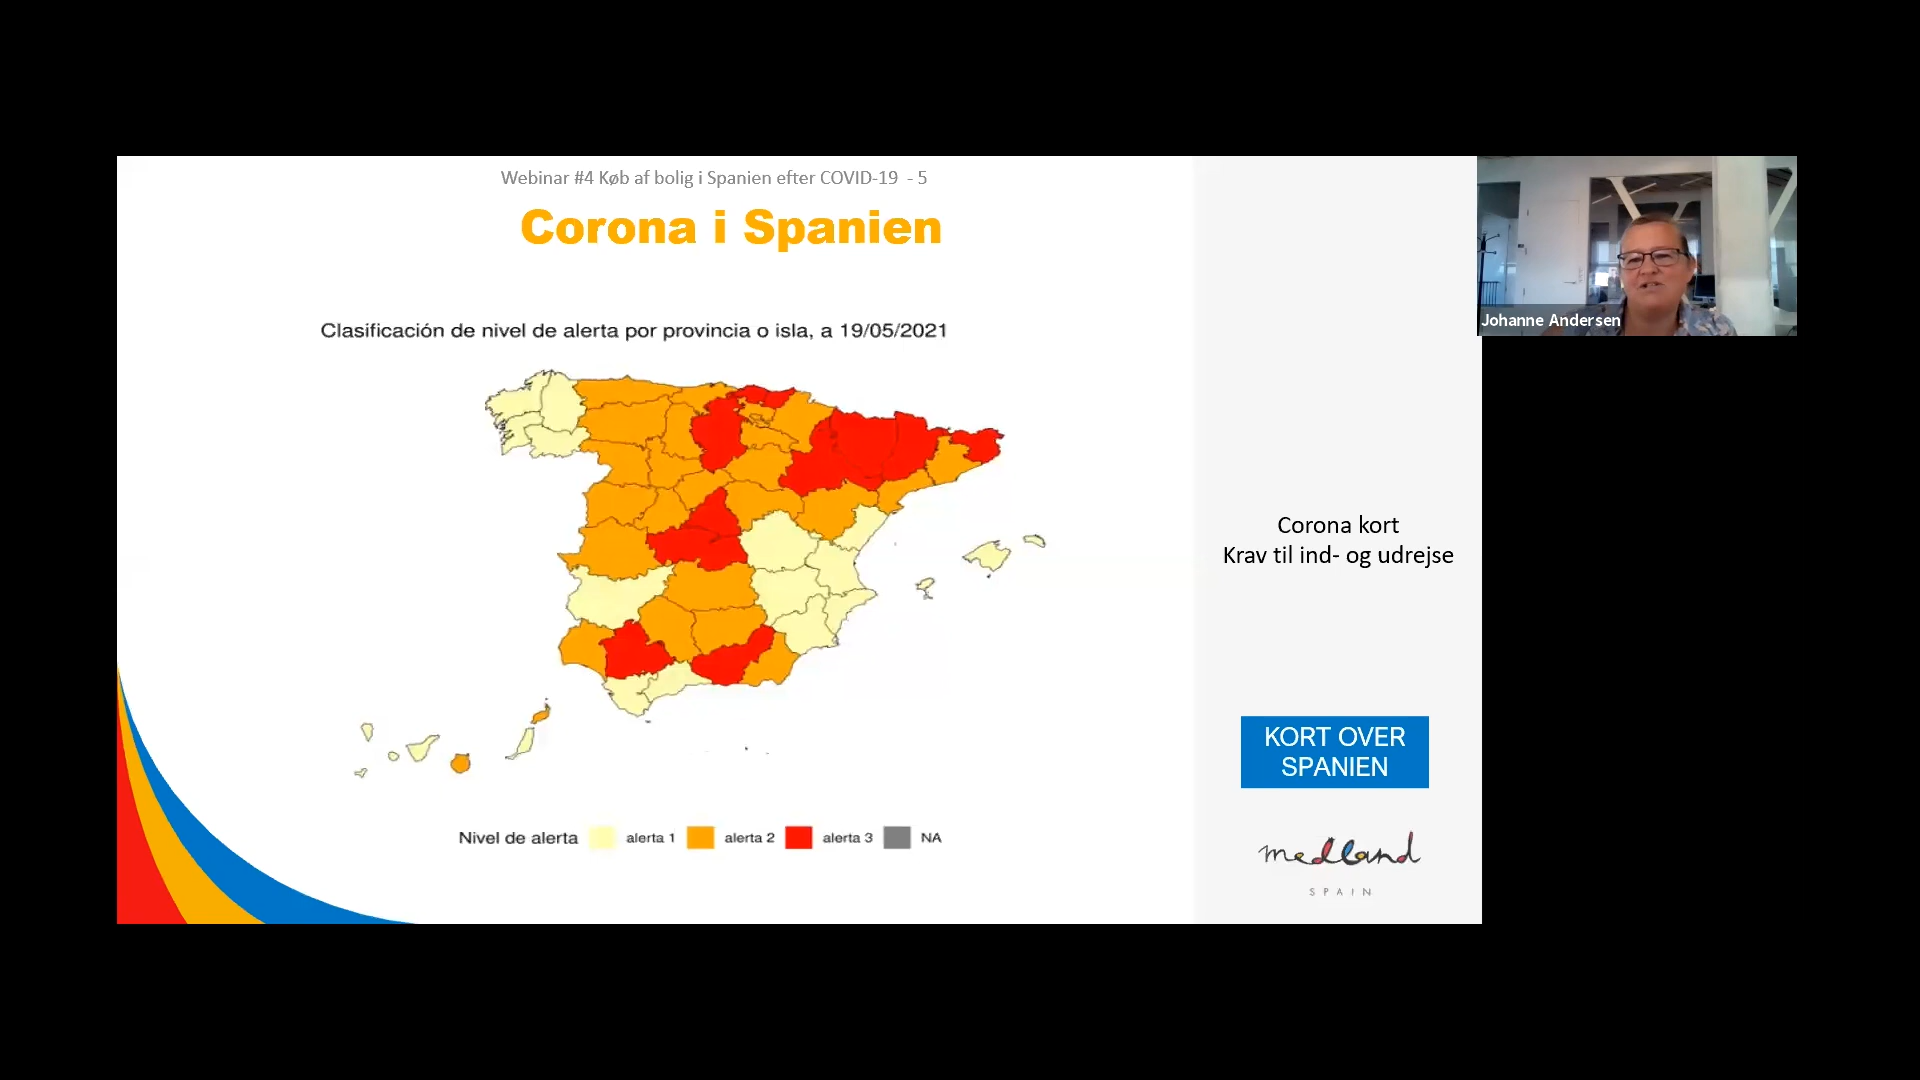 Webinar #4 Køb af bolig i Spanien efter COVID-19 - 5
Corona i Spanien
Clasificación de nivel de alerta por provincia o isla, a 19/05/2021
Nivel de alerta alerta 1 alerta 2 alerta 3 NA
Johanne Andersen
Corona kort
Krav til ind- og udrejse
KORT OVER
SPANIEN
medland
SPAIN